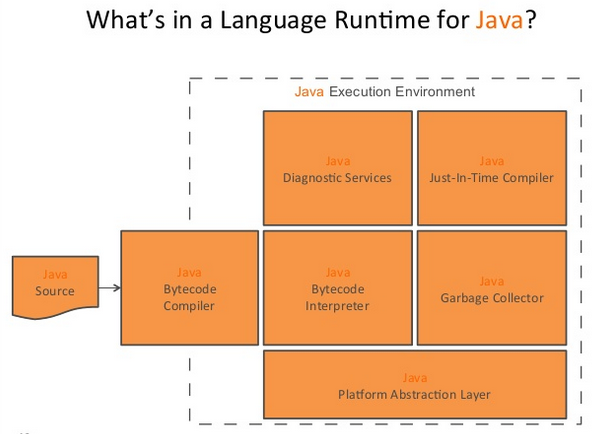 What's in a Language Runtime for Java?
Java Execution Environment
Java
Diagnostic Services
Java
Just-In-Time Compiler
Java
Source
Java
Bytecode
Compiler
Java
Bytecode
Interpreter
Java
Garbage Collector
Java
Platform Abstraction Layer